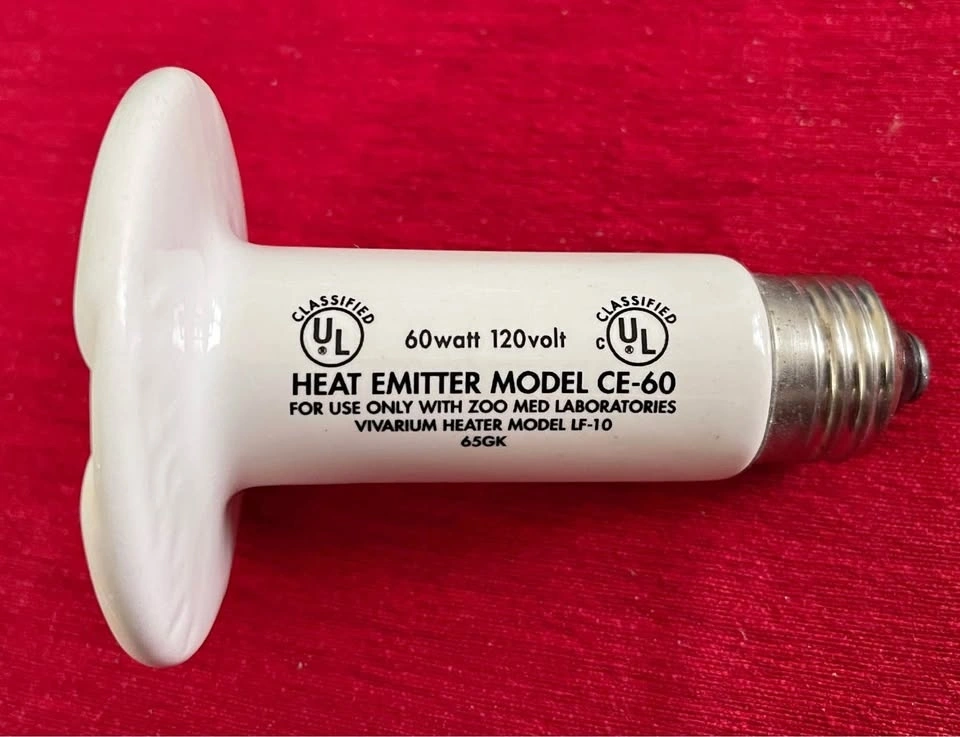 CLASSIFIED
UL
®
60watt 120volt
CLASSIFIED
C UL
®
HEAT EMITTER MODEL CE-60
FOR USE ONLY WITH ZOO MED LABORATORIES
VIVARIUM HEATER MODEL LF-10
65GK